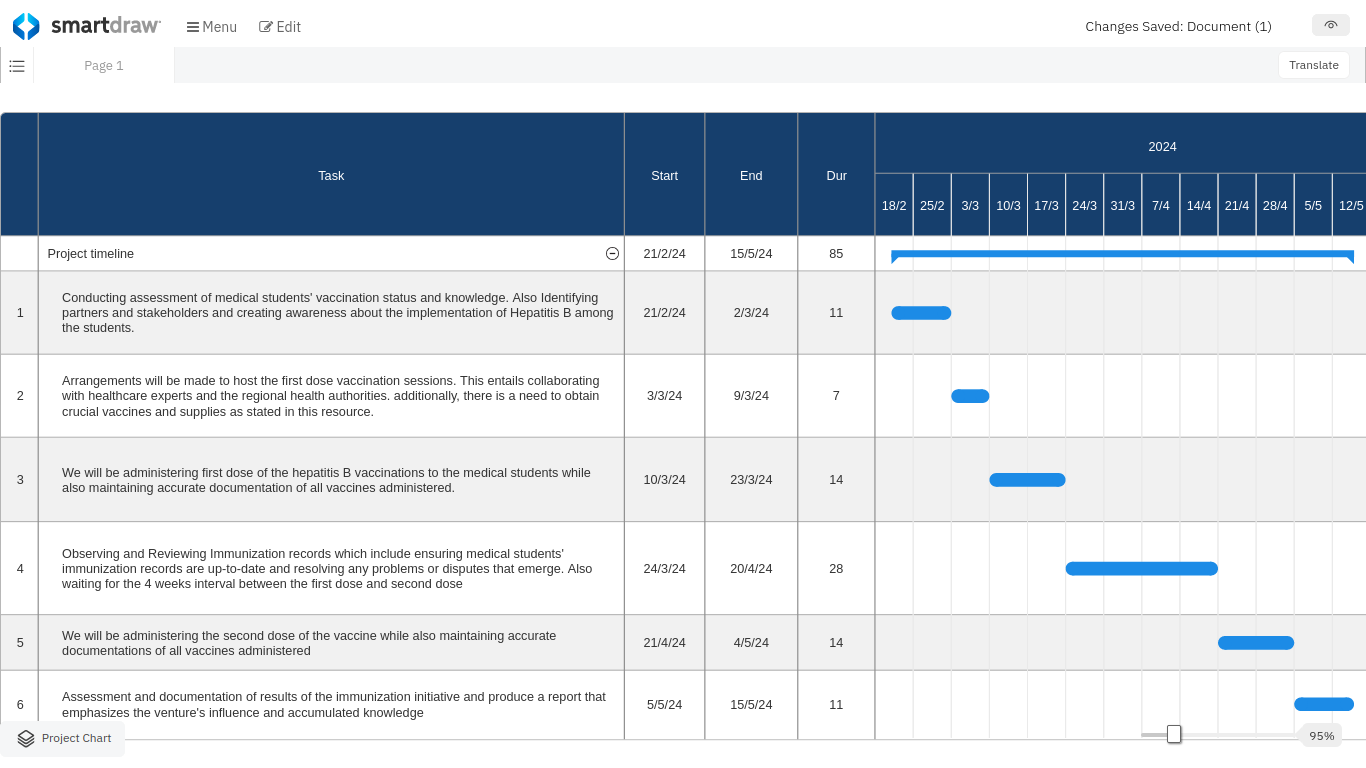 smartdraw
Menu
Edit
Changes Saved: Document (1)
Page 1
Translate
Task
Start
End
Dur
2024
18/2
25/2
3/3
10/3
17/3
24/3
31/3
7/4
14/4
21/4
28/4
5/5
12/5
Project timeline
21/2/24
15/5/24
85
1
Conducting assessment of medical students' vaccination status and knowledge. Also Identifying
partners and stakeholders and creating awareness about the implementation of Hepatitis B among
the students.
21/2/24
2/3/24
11
2
Arrangements will be made to host the first dose vaccination sessions. This entails collaborating
with healthcare experts and the regional health authorities. additionally, there is a need to obtain
crucial vaccines and supplies as stated in this resource.
3/3/24
9/3/24
7
3
We will be administering first dose of the hepatitis B vaccinations to the medical students while
also maintaining accurate documentation of all vaccines administered.
10/3/24
23/3/24
14
4
Observing and Reviewing Immunization records which include ensuring medical students'
immunization records are up-to-date and resolving any problems or disputes that emerge. Also
waiting for the 4 weeks interval between the first dose and second dose
24/3/24
20/4/24
28
5
We will be administering the second dose of the vaccine while also maintaining accurate
documentations of all vaccines administered
21/4/24
4/5/24
14
6
Assessment and documentation of results of the immunization initiative and produce a report that
emphasizes the venture's influence and accumulated knowledge
5/5/24
15/5/24
11
Project Chart
95%